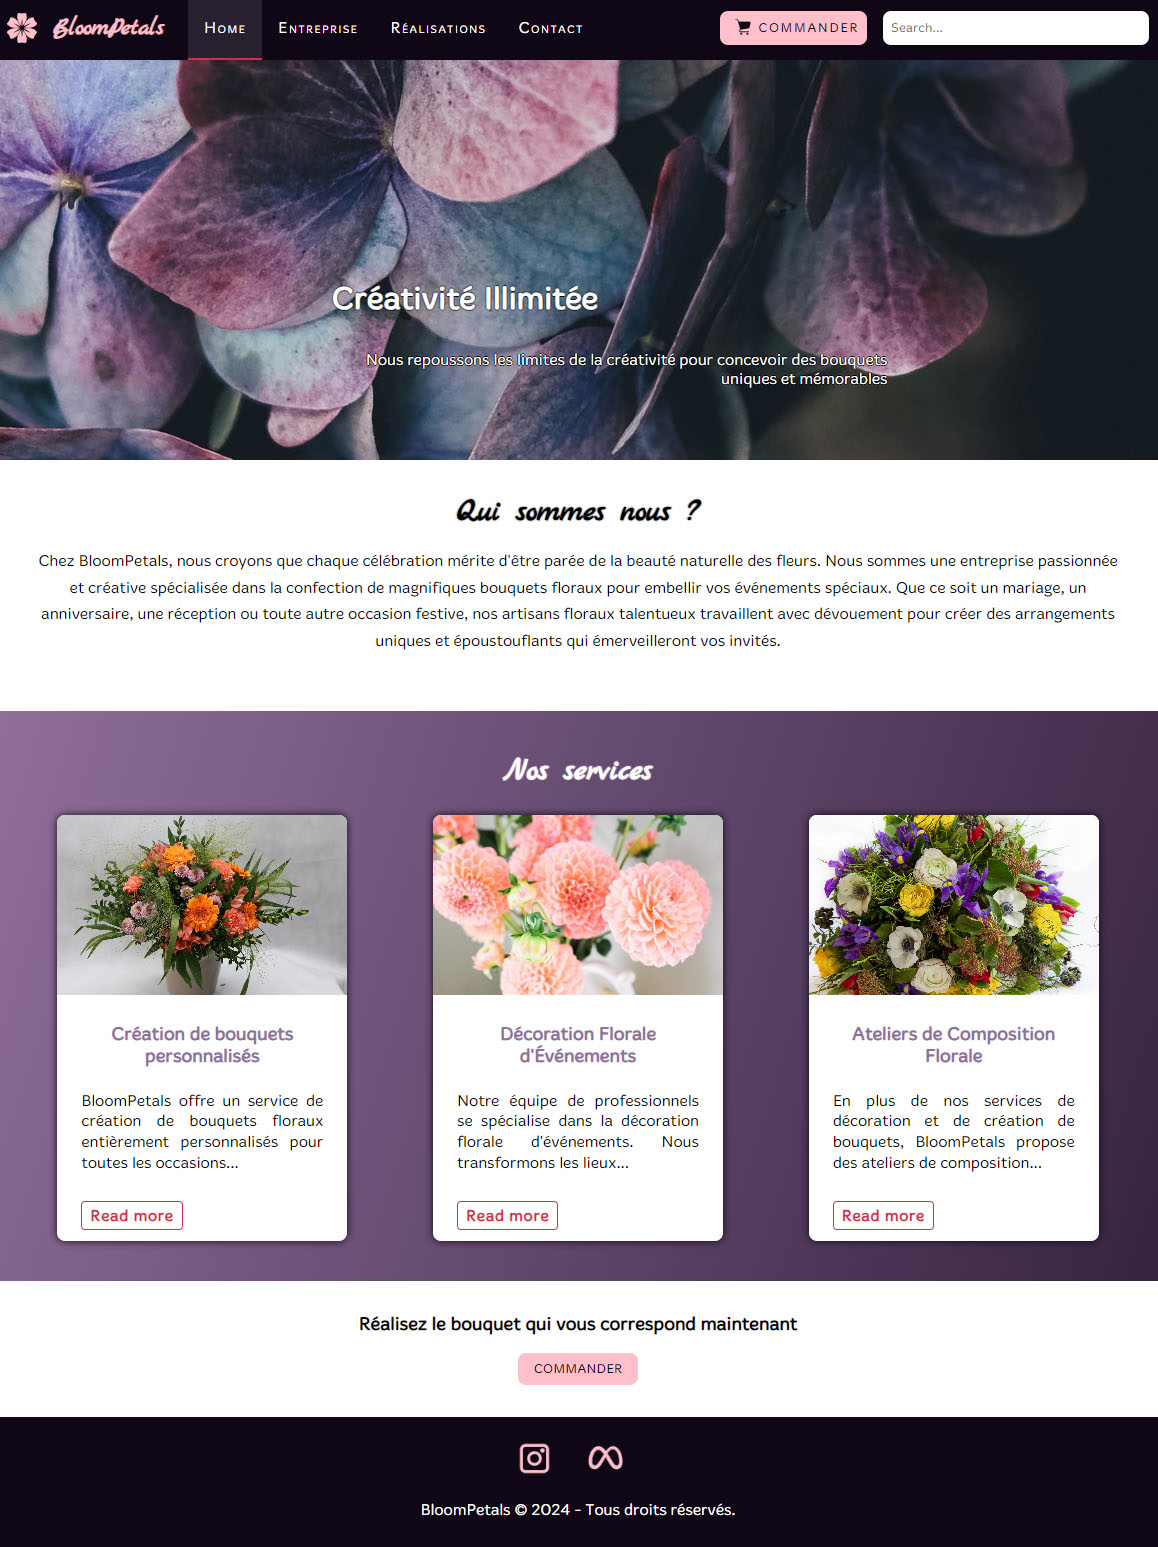 BloomPetals
Home
Entreprise
Réalisations
Contact
COMMANDER
Search...
Créativité Illimitée
Nous repoussons les limites de la créativité pour concevoir des bouquets
uniques et mémorables
Qui sommes nous ?
Chez BloomPetals, nous croyons que chaque célébration mérite d'être parée de la beauté naturelle des fleurs. Nous sommes une entreprise passionnée
et créative spécialisée dans la confection de magnifiques bouquets floraux pour embellir vos événements spéciaux. Que ce soit un mariage, un
anniversaire, une réception ou toute autre occasion festive, nos artisans floraux talentueux travaillent avec dévouement pour créer des arrangements
uniques et époustouflants qui émerveilleront vos invités.
Nos services
Création de bouquets
personnalisés
BloomPetals offre un service de
création de bouquets floraux
entièrement personnalisés pour
toutes les occasions...
Read more
Décoration Florale
d'Événements
Notre équipe de professionnels
se spécialise dans la décoration
florale d'événements. Nous
transformons les lieux...
Read more
Ateliers de Composition
Florale
En plus de nos services de
décoration et de création de
bouquets, BloomPetals propose
des ateliers de composition...
Read more
Réalisez le bouquet qui vous correspond maintenant
COMMANDER
BloomPetals © 2024 - Tous droits réservés.